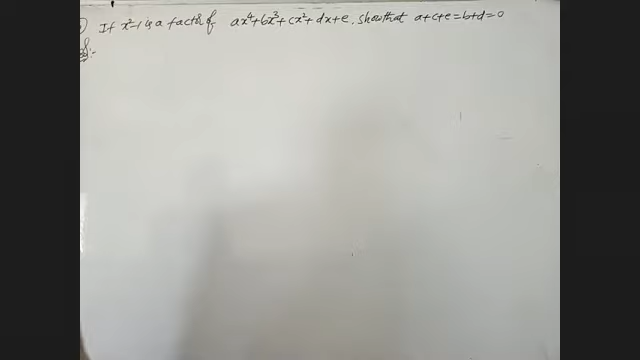 ) If x²-1 is a factor of ax⁴+bx³+cx²+dx+e, show that a+c+e=b+d=0
Sol:-